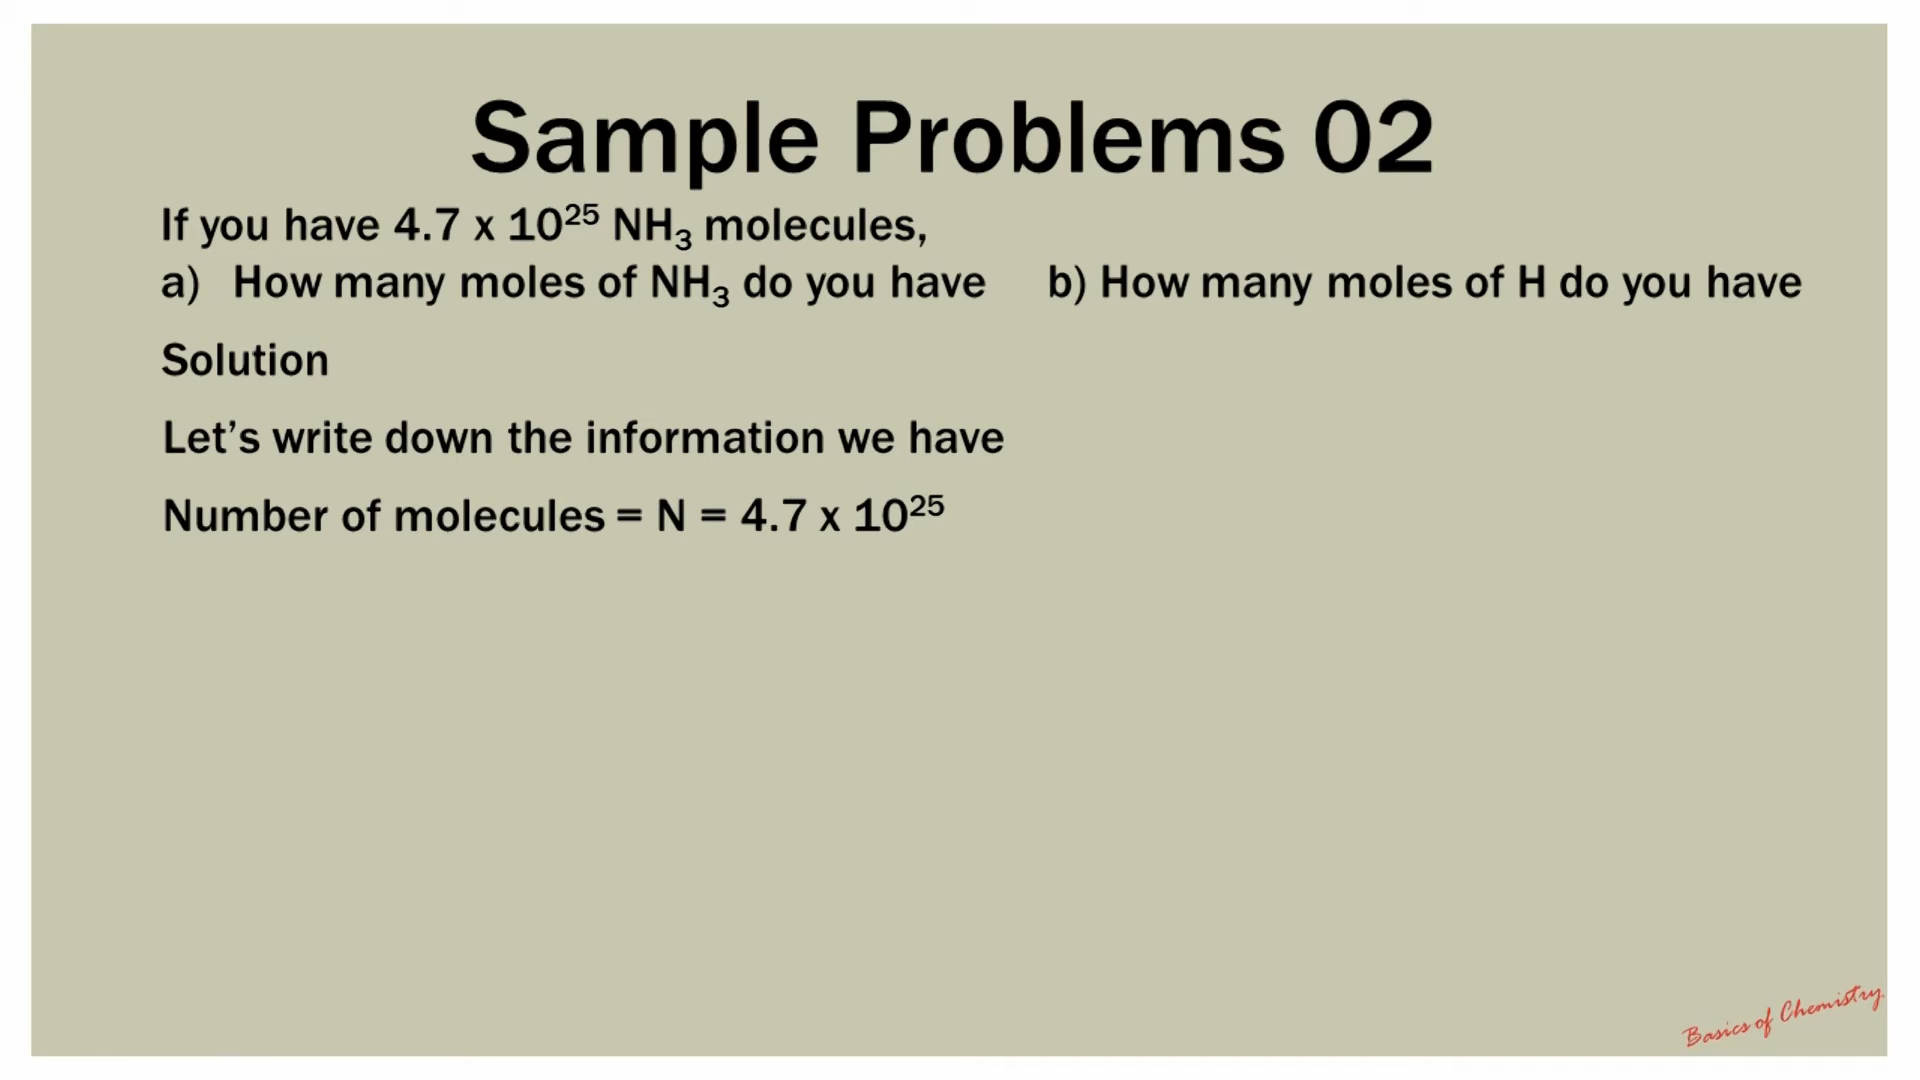 Sample Problems 02
If you have 4.7 x 10²⁵ NH₃ molecules,
a) How many moles of NH₃ do you have b) How many moles of H do you have
Solution
Let’s write down the information we have
Number of molecules = N = 4.7 x 10²⁵
Basics of Chemistry